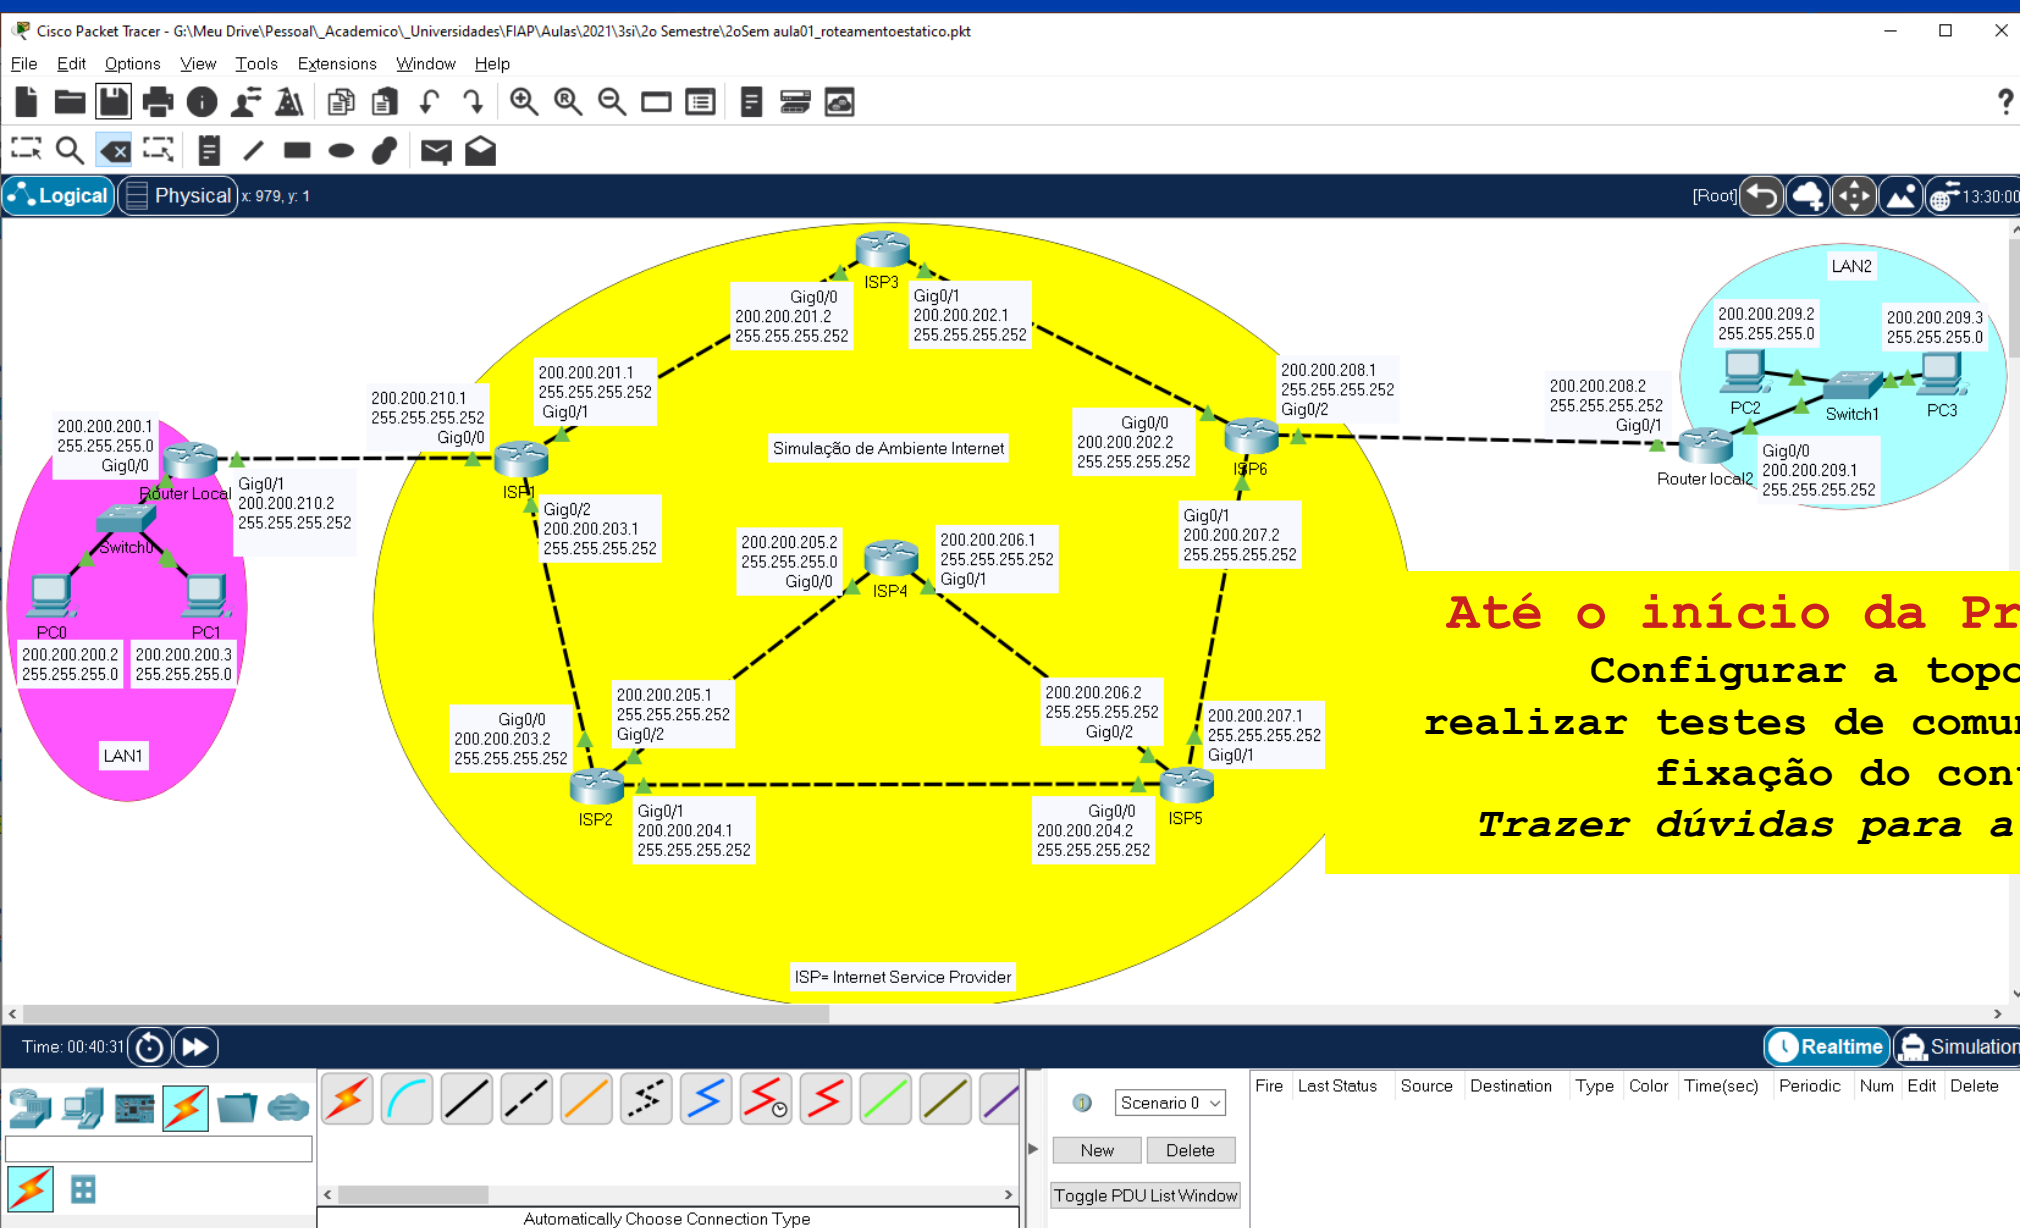 Cisco Packet Tracer - G:\Meu Drive\Pessoal\_Academico\_Universidades\FIAP\Aulas\2021\3si\2o Semestre\2oSem aula01_roteamentoestatico.pkt
File Edit Options View Tools Extensions Window Help
?
Logical Physical x: 979, y: 1
[Root] 13:30:00
ISP3
Gig0/0
200.200.201.2
255.255.255.252
Gig0/1
200.200.202.1
255.255.255.252
LAN2
200.200.209.2
255.255.255.0
200.200.209.3
255.255.255.0
PC2
Switch1
PC3
200.200.201.1
255.255.255.252
Gig0/1
200.200.210.1
255.255.255.252
Gig0/0
200.200.208.1
255.255.255.252
Gig0/2
200.200.208.2
255.255.255.252
Gig0/1
200.200.200.1
255.255.255.0
Gig0/0
Gig0/0
200.200.202.2
255.255.255.252
Simulação de Ambiente Internet
ISP6
Router local2
Gig0/0
200.200.209.1
255.255.255.252
Router Local
Gig0/1
200.200.210.2
255.255.255.252
ISP1
Gig0/2
200.200.203.1
255.255.255.252
Switch0
200.200.205.2
255.255.255.0
Gig0/0
ISP4
200.200.206.1
255.255.255.252
Gig0/1
Gig0/1
200.200.207.2
255.255.255.252
PC0
PC1
200.200.200.2
255.255.255.0
200.200.200.3
255.255.255.0
LAN1
Gig0/0
200.200.203.2
255.255.255.252
200.200.205.1
255.255.255.252
Gig0/2
200.200.206.2
255.255.255.252
Gig0/2
200.200.207.1
255.255.255.252
Gig0/1
ISP2
Gig0/1
200.200.204.1
255.255.255.252
Gig0/0
200.200.204.2
255.255.255.252
ISP5
Até o início da Pr
Configurar a topo
realizar testes de comu
fixação do con
Trazer dúvidas para a
ISP= Internet Service Provider
Time: 00:40:31
Realtime Simulation
Scenario 0
New Delete
Toggle PDU List Window
Fire Last Status Source Destination Type Color Time(sec) Periodic Num Edit Delete
Automatically Choose Connection Type